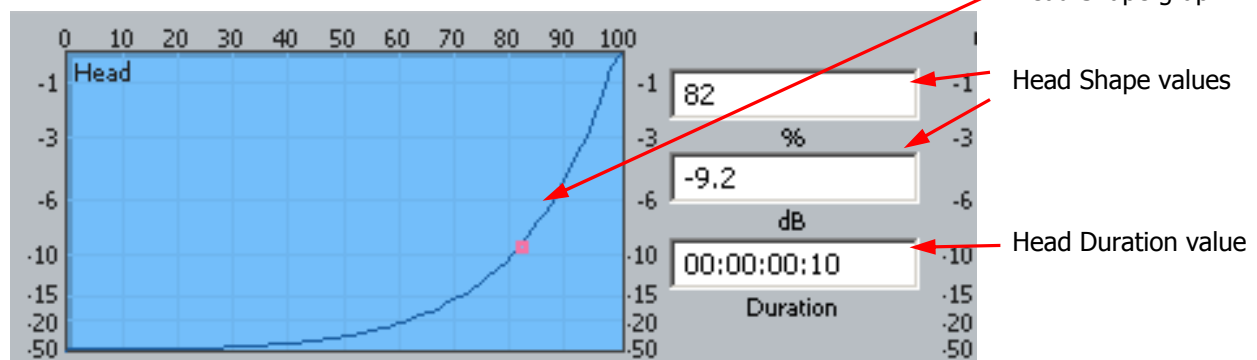 0 10 20 30 40 50 60 70 80 90 100
Head
-1 -1 82 -1
Head Shape values
-3 % -3
-3
-6 -9.2 -6
-6
dB
-10 -10 00:00:00:10 -10
Head Duration value
-15 -15 Duration -15
-20 -20 -20
-50 -50 -50